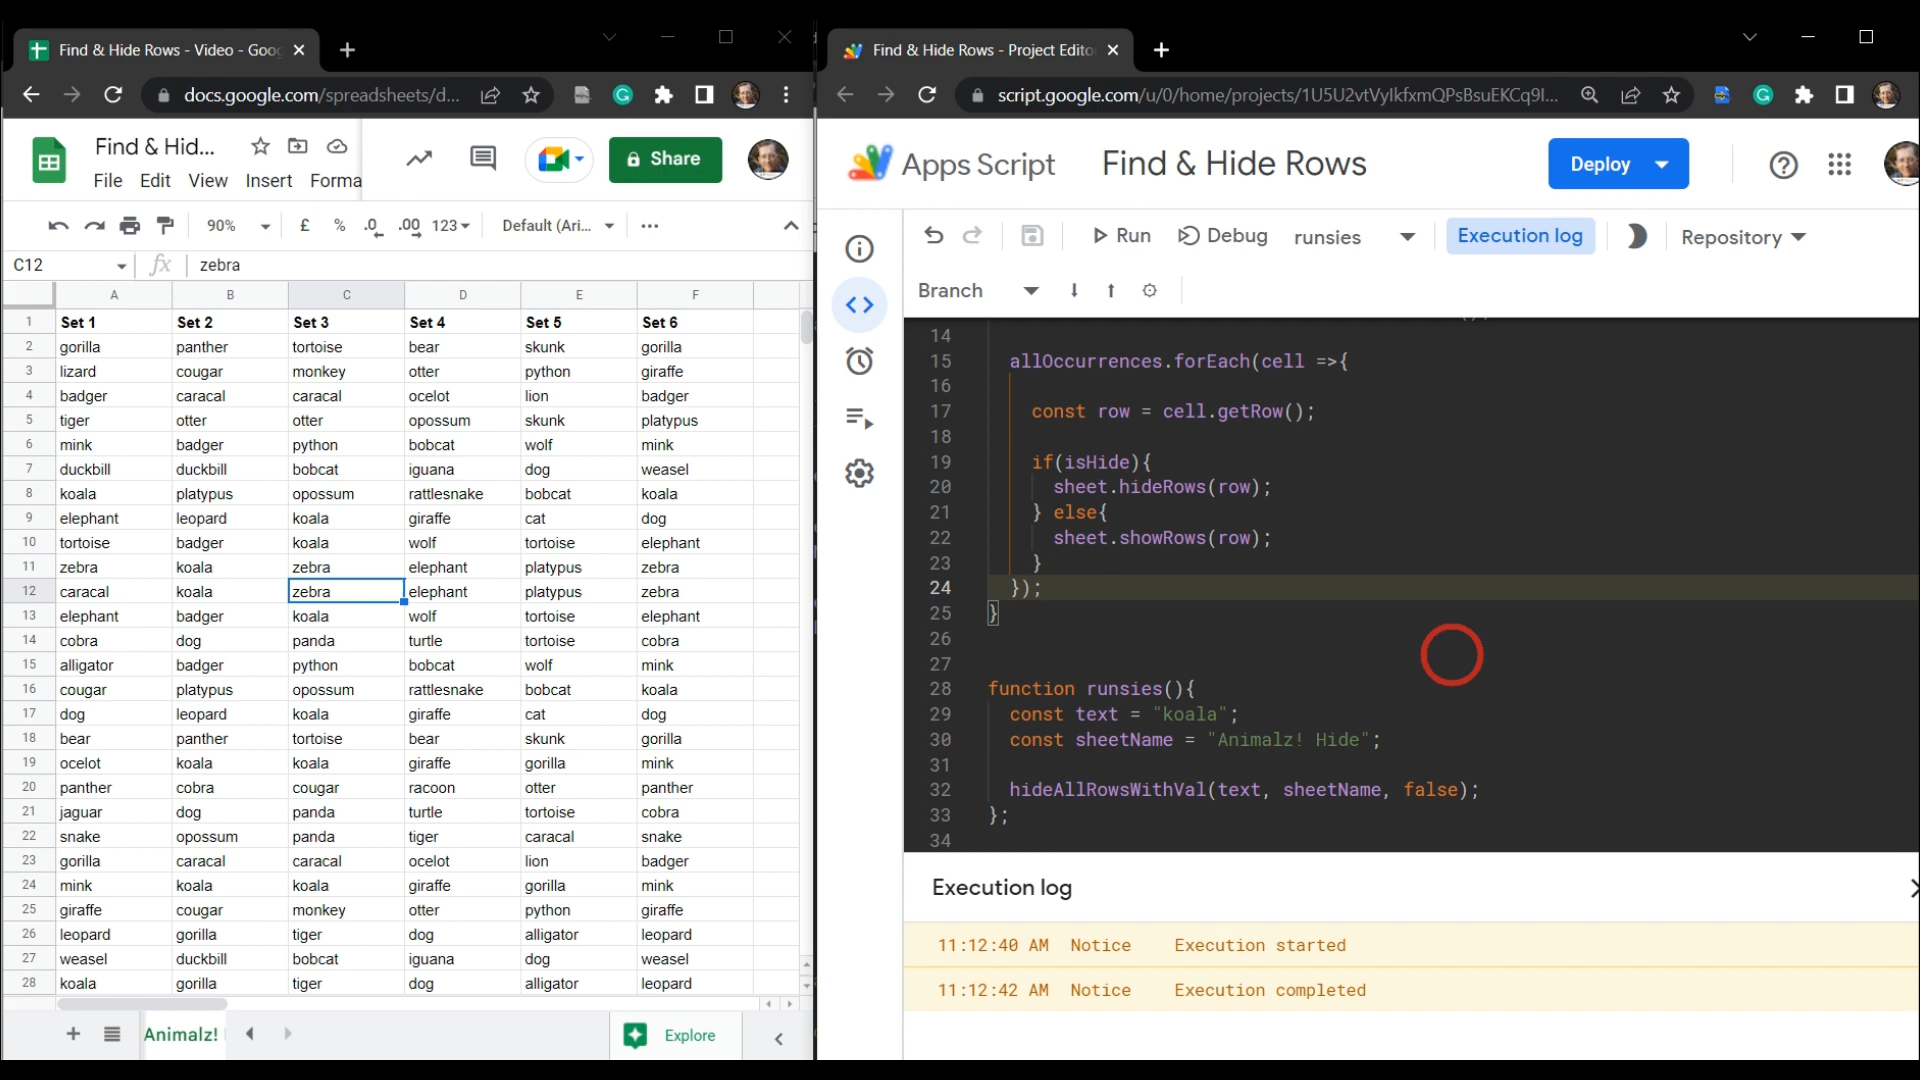 Find & Hide Rows - Video - Goo
docs.google.com/spreadsheets/d...
Find & Hid...
File Edit View Insert Forma
Share
90% £ % .0 .00 123 Default (Ari... ...
C12 fx zebra
A B C D E F
1 Set 1 Set 2 Set 3 Set 4 Set 5 Set 6
2 gorilla panther tortoise bear skunk gorilla
3 lizard cougar monkey otter python giraffe
4 badger caracal caracal ocelot lion badger
5 tiger otter otter opossum skunk platypus
6 mink badger python bobcat wolf mink
7 duckbill duckbill bobcat iguana dog weasel
8 koala platypus opossum rattlesnake bobcat koala
9 elephant leopard koala giraffe cat dog
10 tortoise badger koala wolf tortoise elephant
11 zebra koala zebra elephant platypus zebra
12 caracal koala zebra elephant platypus zebra
13 elephant badger koala wolf tortoise elephant
14 cobra dog panda turtle tortoise cobra
15 alligator badger python bobcat wolf mink
16 cougar platypus opossum rattlesnake bobcat koala
17 dog leopard koala giraffe cat dog
18 bear panther tortoise bear skunk gorilla
19 ocelot koala koala giraffe gorilla mink
20 panther cobra cougar racoon otter panther
21 jaguar dog panda turtle tortoise cobra
22 snake opossum panda tiger caracal snake
23 gorilla caracal caracal ocelot lion badger
24 mink koala koala giraffe gorilla mink
25 giraffe cougar monkey otter python giraffe
26 leopard gorilla tiger dog alligator leopard
27 weasel duckbill bobcat iguana dog weasel
28 koala gorilla tiger dog alligator leopard
Animalz!
Explore
Find & Hide Rows - Project Edito
script.google.com/u/0/home/projects/1U5U2vtVyIkfxmQPsBsuEKCq9I...
Apps Script Find & Hide Rows
Deploy
Run Debug runsies Execution log Repository
Branch
14
15 allOccurrences.forEach(cell =>{
16
17 const row = cell.getRow();
18
19 if(isHide){
20 sheet.hideRows(row);
21 } else{
22 sheet.showRows(row);
23 }
24 });
25 }
26
27
28 function runsies(){
29 const text = "koala";
30 const sheetName = "Animalz! Hide";
31
32 hideAllRowsWithVal(text, sheetName, false);
33 };
34
Execution log
11:12:40 AM Notice Execution started
11:12:42 AM Notice Execution completed